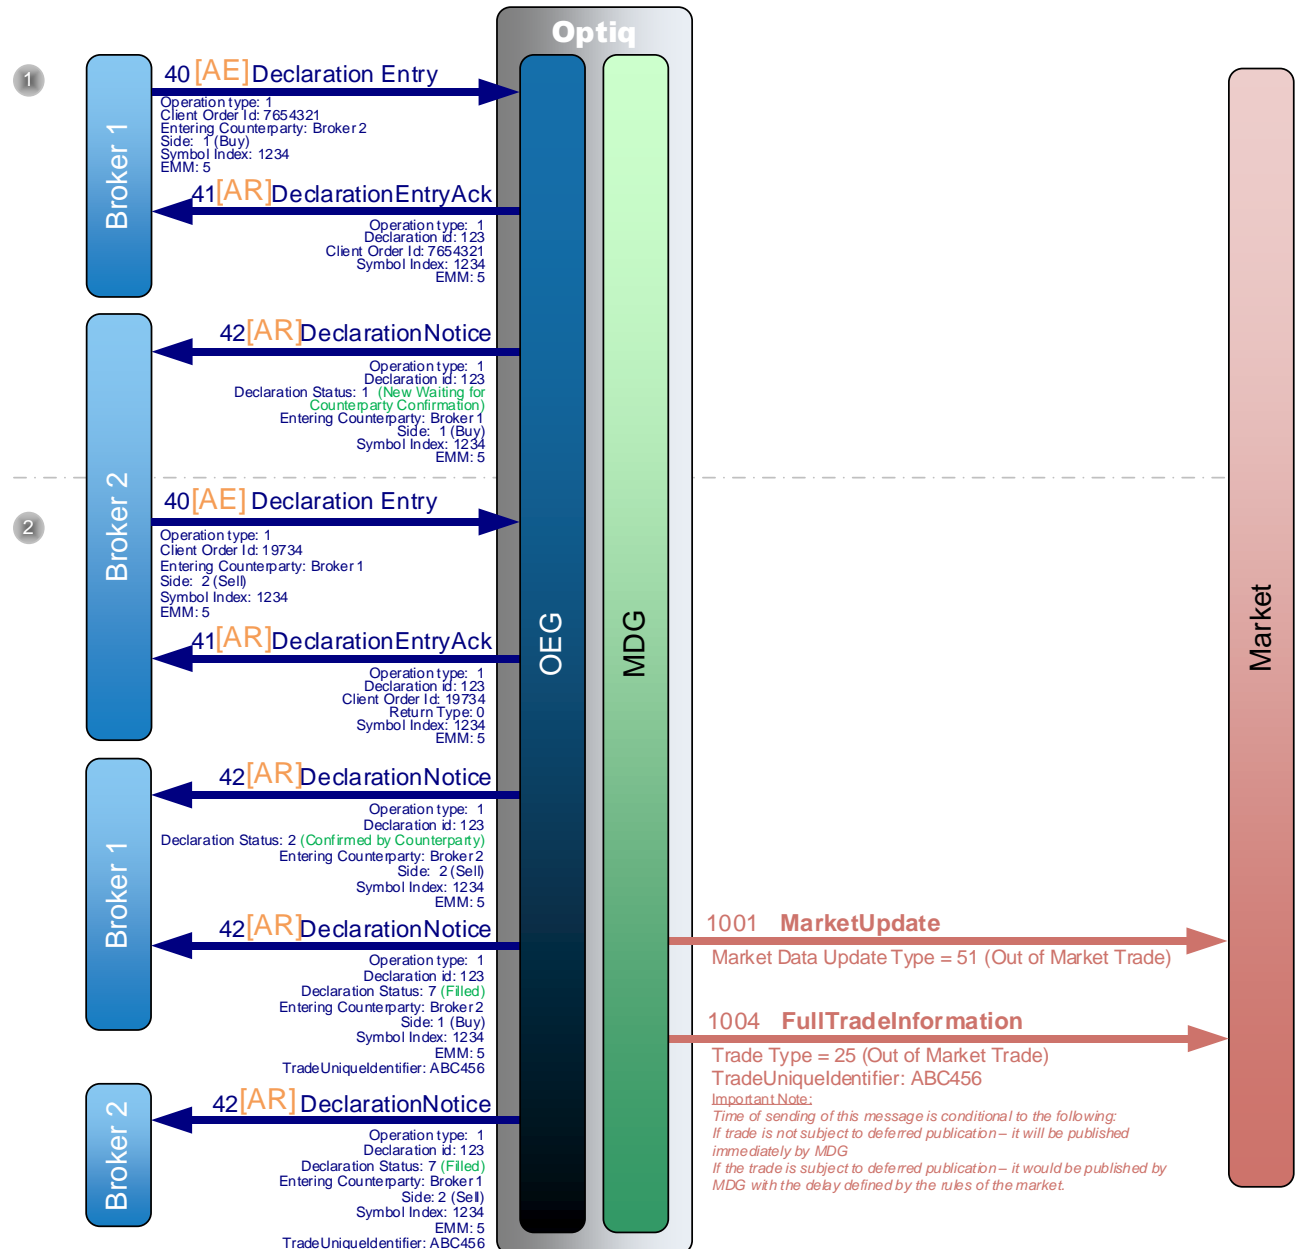 Optiq
1
Broker 1
40 [AE] Declaration Entry
Operation type: 1
Client Order Id: 7654321
Entering Counterparty: Broker 2
Side: 1 (Buy)
Symbol Index: 1234
EMM: 5
41 [AR] DeclarationEntryAck
Operation type: 1
Declaration id: 123
Client Order Id: 7654321
Symbol Index: 1234
EMM: 5
Broker 2
42 [AR] DeclarationNotice
Operation type: 1
Declaration id: 123
Declaration Status: 1 (New Waiting for
Counterparty Confirmation)
Entering Counterparty: Broker 1
Side: 1 (Buy)
Symbol Index: 1234
EMM: 5
2
40 [AE] Declaration Entry
Operation type: 1
Client Order Id: 19734
Entering Counterparty: Broker 1
Side: 2 (Sell)
Symbol Index: 1234
EMM: 5
OEG
MDG
Market
41 [AR] DeclarationEntryAck
Operation type: 1
Declaration id: 123
Client Order Id: 19734
Return Type: 0
Symbol Index: 1234
EMM: 5
Broker 1
42 [AR] DeclarationNotice
Operation type: 1
Declaration id: 123
Declaration Status: 2 (Confirmed by Counterparty)
Entering Counterparty: Broker 2
Side: 2 (Sell)
Symbol Index: 1234
EMM: 5
42 [AR] DeclarationNotice
Operation type: 1
Declaration id: 123
Declaration Status: 7 (Filled)
Entering Counterparty: Broker 2
Side: 1 (Buy)
Symbol Index: 1234
EMM: 5
TradeUniqueIdentifier: ABC456
1001 MarketUpdate
Market Data Update Type = 51 (Out of Market Trade)
1004 FullTradeInformation
Trade Type = 25 (Out of Market Trade)
TradeUniqueIdentifier: ABC456
Important Note:
Time of sending of this message is conditional to the following:
If trade is not subject to deferred publication – it will be published
immediately by MDG
If the trade is subject to deferred publication – it would be published by
MDG with the delay defined by the rules of the market.
Broker 2
42 [AR] DeclarationNotice
Operation type: 1
Declaration id: 123
Declaration Status: 7 (Filled)
Entering Counterparty: Broker 1
Side: 2 (Sell)
Symbol Index: 1234
EMM: 5
TradeUniqueIdentifier: ABC456